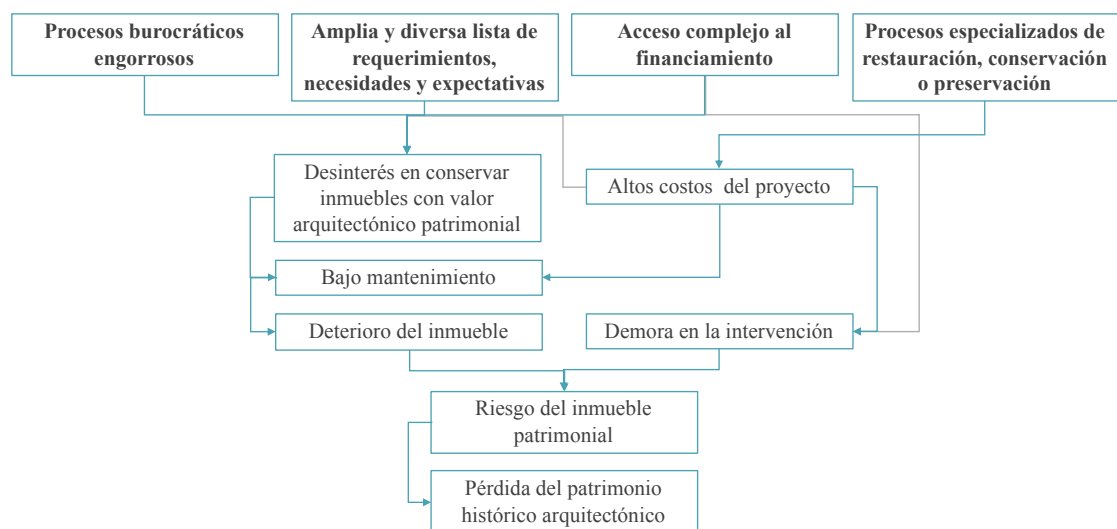 Procesos burocráticos
engorrosos
Amplia y diversa lista de
requerimientos,
necesidades y expectativas
Acceso complejo al
financiamiento
Procesos especializados de
restauración, conservación
o preservación
Desinterés en conservar
inmuebles con valor
arquitectónico patrimonial
Altos costos del proyecto
Bajo mantenimiento
Deterioro del inmueble
Demora en la intervención
Riesgo del inmueble
patrimonial
Pérdida del patrimonio
histórico arquitectónico